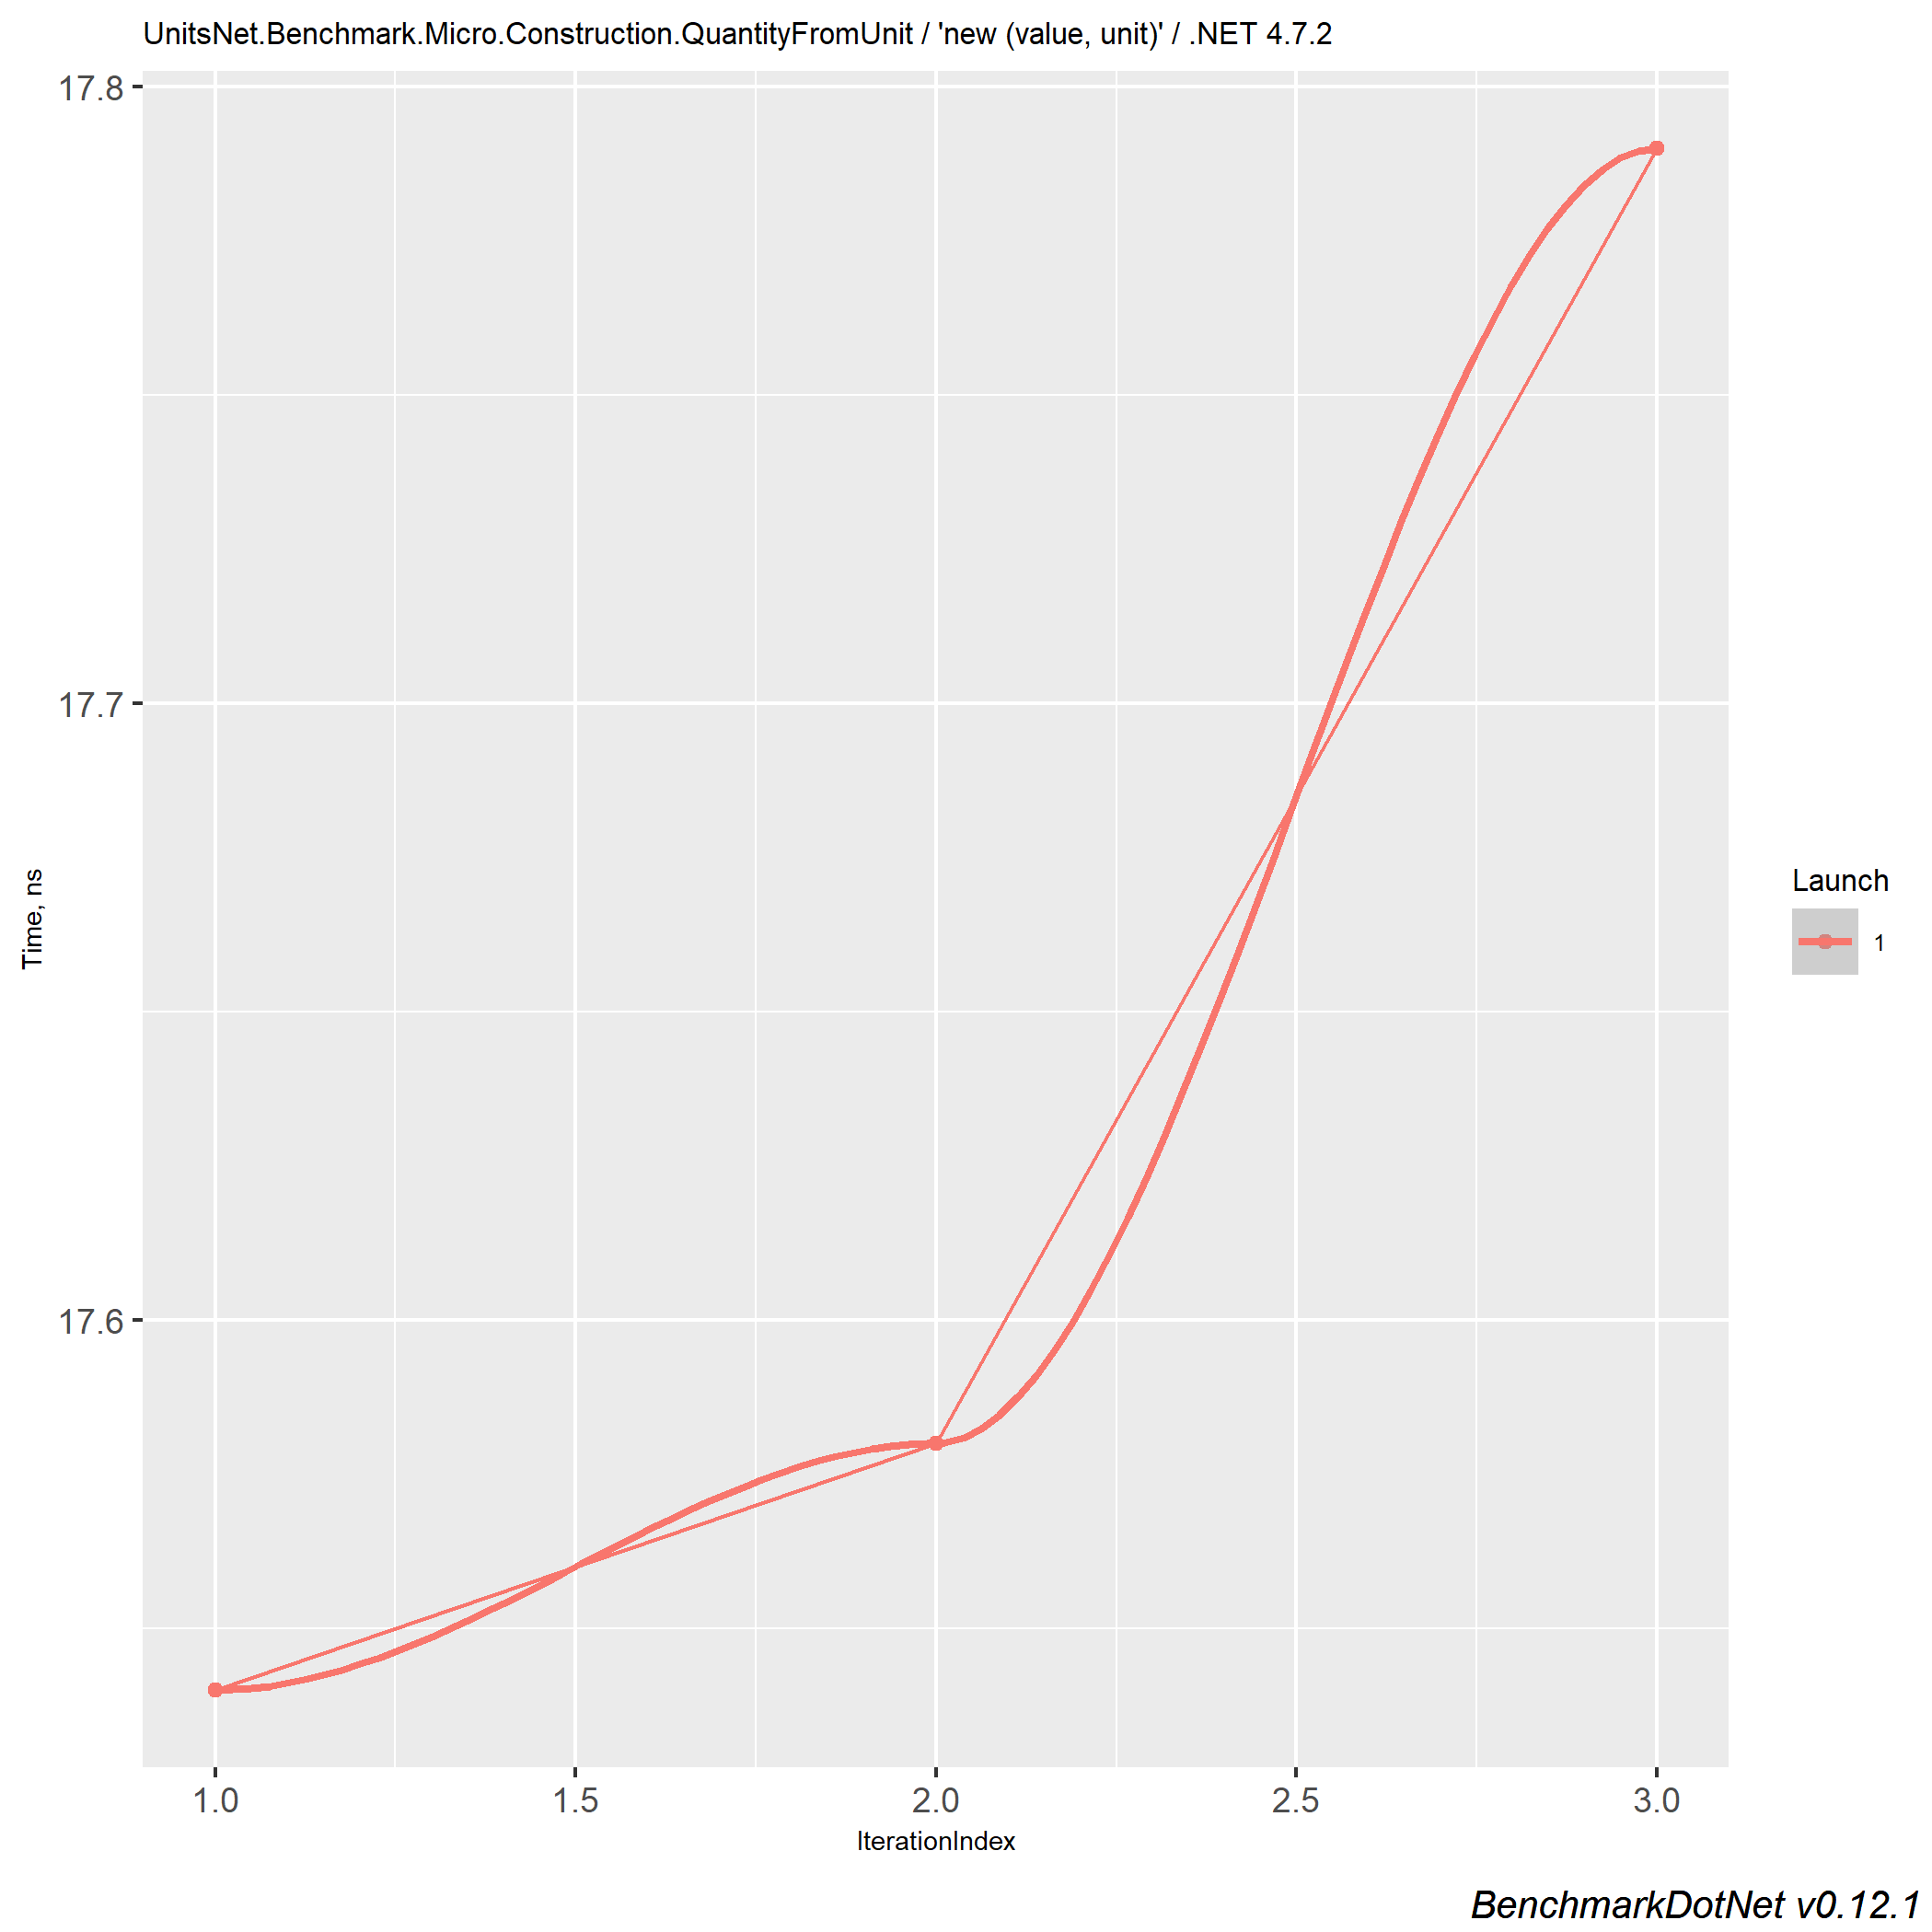 UnitsNet.Benchmark.Micro.Construction.QuantityFromUnit / 'new (value, unit)' / .NET 4.7.2
17.8
17.7
17.6
Time, ns
1.0 1.5 2.0 2.5 3.0
IterationIndex
Launch
1
BenchmarkDotNet v0.12.1